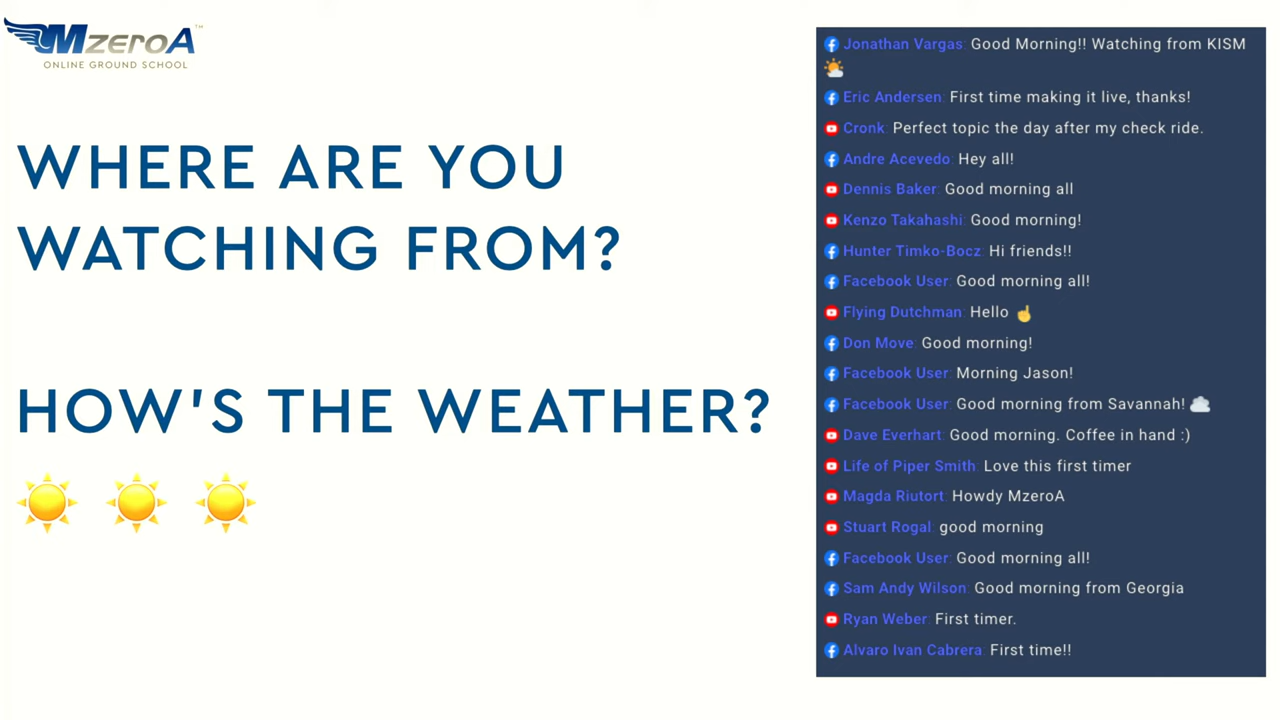 MzeroA™
ONLINE GROUND SCHOOL
WHERE ARE YOU
WATCHING FROM?
HOW'S THE WEATHER?
Jonathan Vargas: Good Morning!! Watching from KISM
Eric Andersen: First time making it live, thanks!
Cronk: Perfect topic the day after my check ride.
Andre Acevedo: Hey all!
Dennis Baker: Good morning all
Kenzo Takahashi: Good morning!
Hunter Timko-Bocz: Hi friends!!
Facebook User: Good morning all!
Flying Dutchman: Hello ☝
Don Move: Good morning!
Facebook User: Morning Jason!
Facebook User: Good morning from Savannah! ☁
Dave Everhart: Good morning. Coffee in hand :)
Life of Piper Smith: Love this first timer
Magda Riutort: Howdy MzeroA
Stuart Rogal: good morning
Facebook User: Good morning all!
Sam Andy Wilson: Good morning from Georgia
Ryan Weber: First timer.
Alvaro Ivan Cabrera: First time!!